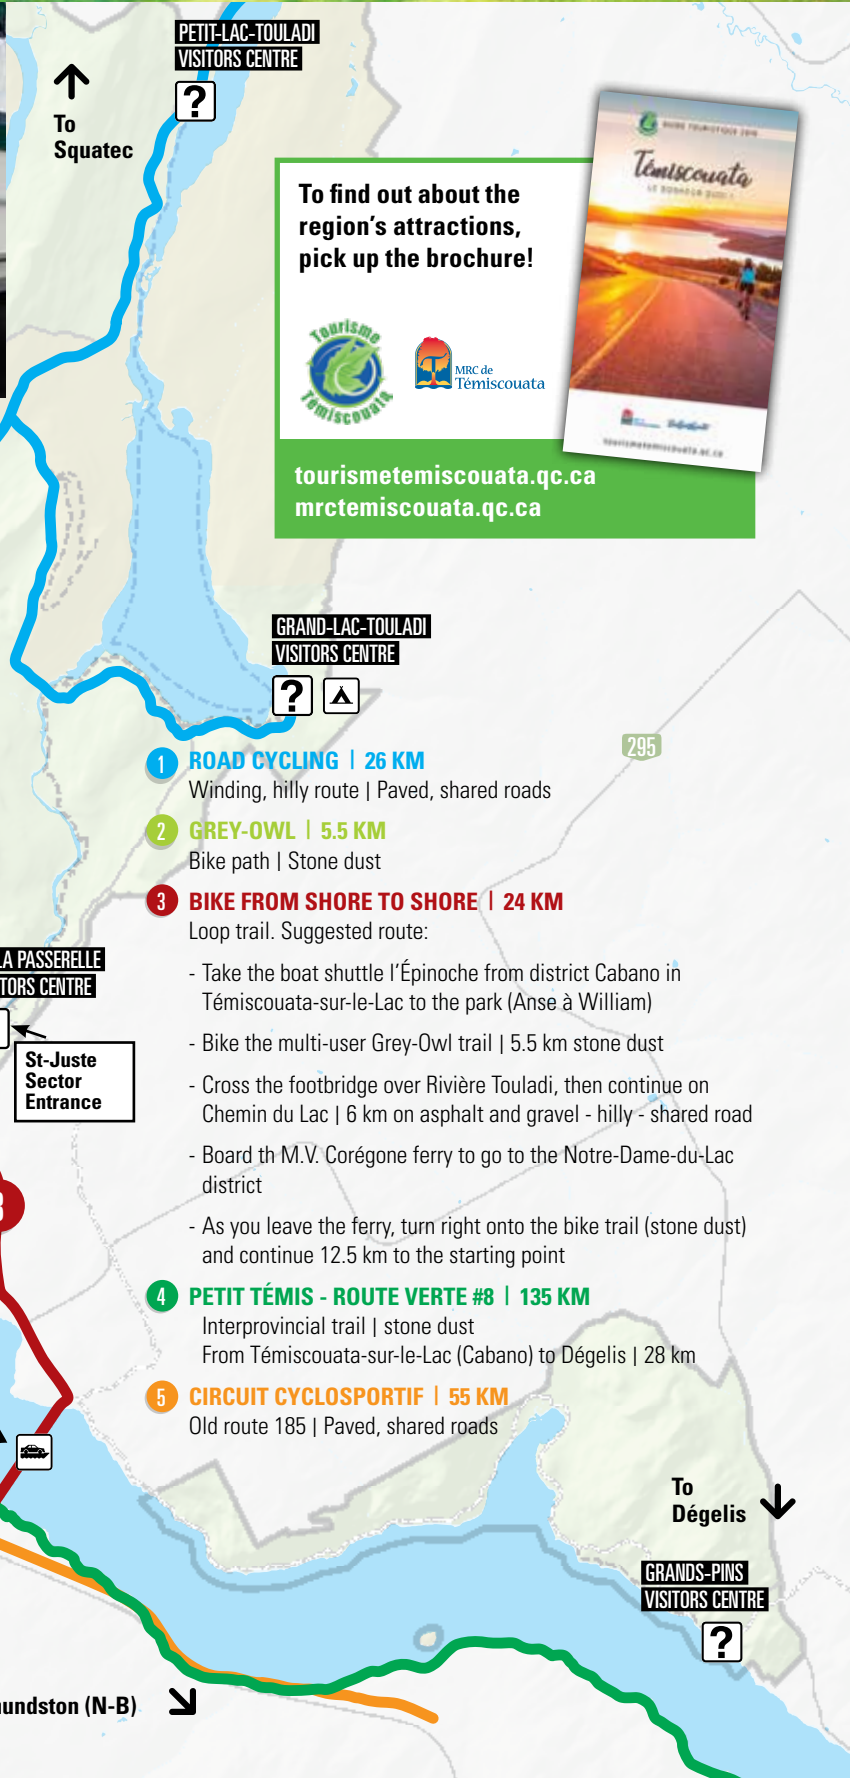 PETIT-LAC-TOULADI
VISITORS CENTRE
?
To
Squatec
To find out about the
region's attractions,
pick up the brochure!
Tourisme
Témiscouata
MRC de
Témiscouata
GUIDE TOURISTIQUE
Témiscouata
LE BONHEUR
tourismetemiscouata.qc.ca
tourismetemiscouata.qc.ca
mrctemiscouata.qc.ca
GRAND-LAC-TOULADI
VISITORS CENTRE
?
295
1 ROAD CYCLING | 26 KM
Winding, hilly route | Paved, shared roads
2 GREY-OWL | 5.5 KM
Bike path | Stone dust
3 BIKE FROM SHORE TO SHORE | 24 KM
Loop trail. Suggested route:
- Take the boat shuttle l'Épinoche from district Cabano in
Témiscouata-sur-le-Lac to the park (Anse à William)
- Bike the multi-user Grey-Owl trail | 5.5 km stone dust
- Cross the footbridge over Rivière Touladi, then continue on
Chemin du Lac | 6 km on asphalt and gravel - hilly - shared road
- Board th M.V. Corégone ferry to go to the Notre-Dame-du-Lac
district
- As you leave the ferry, turn right onto the bike trail (stone dust)
and continue 12.5 km to the starting point
4 PETIT TÉMIS - ROUTE VERTE #8 | 135 KM
Interprovincial trail | stone dust
From Témiscouata-sur-le-Lac (Cabano) to Dégelis | 28 km
5 CIRCUIT CYCLOSPORTIF | 55 KM
Old route 185 | Paved, shared roads
LA PASSERELLE
TORS CENTRE
St-Juste
Sector
Entrance
3
To
Dégelis
GRANDS-PINS
VISITORS CENTRE
?
undston (N-B)